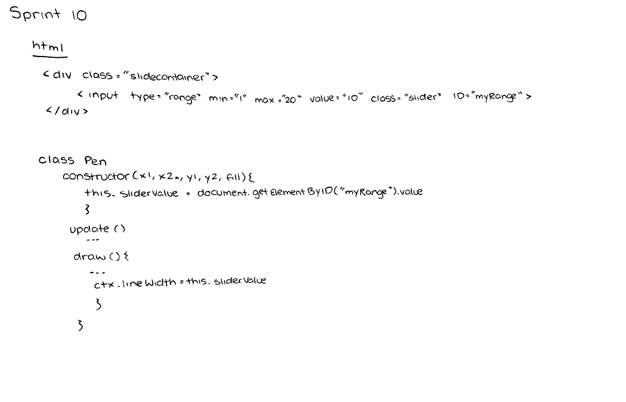 Sprint 10
html
<div class="slidecontainer">
<input type="range" min="1" max="20" value="10" class="slider" ID="myRange">
</div>
class Pen
constructor(x1, x2, y1, y2, fill){
this.sliderValue = document.getElementByID("myRange").value
}
update()
...
draw(){
...
ctx.lineWidth=this.sliderValue
}
}